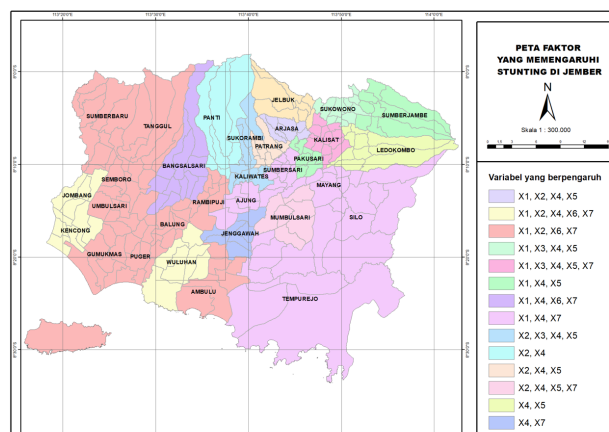 PETA FAKTOR
YANG MEMENGARUHI
STUNTING DI JEMBER
N
Skala 1 : 300.000
Variabel yang berpengaruh
X1, X2, X4, X5
X1, X2, X4, X6, X7
X1, X2, X6, X7
X1, X3, X4, X5
X1, X3, X4, X5, X7
X1, X4, X5
X1, X4, X6, X7
X1, X4, X7
X2, X3, X4, X5
X2, X4
X2, X4, X5
X2, X4, X5, X7
X4, X5
X4, X7
SUMBERBARU
TANGGUL
PANTI
JELBUK
SUKOWONO
SUMBERJAMBE
ARJASA
SUKORAMBI
PATRANG
KALISAT
LEDOKOMBO
PAKUSARI
BANGSALSARI
SUMBERSARI
KALIWATES
SEMBORO
MAYANG
JOMBANG
UMBULSARI
RAMBIPUJI
AJUNG
MUMBULSARI
SILO
KENCONG
BALUNG
JENGGAWAH
GUMUKMAS
PUGER
WULUHAN
AMBULU
TEMPUREJO